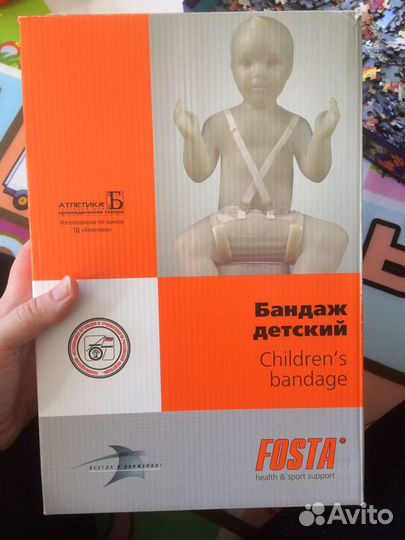 АТЛЕТИКА Б
ортопедические товары
Изготовлено по заказу
ТД «Атлетика»
Бандаж
детский
Children's
bandage
ВСЕГДА В ДВИЖЕНИИ!
FOSTA®
health & sport support
Avito